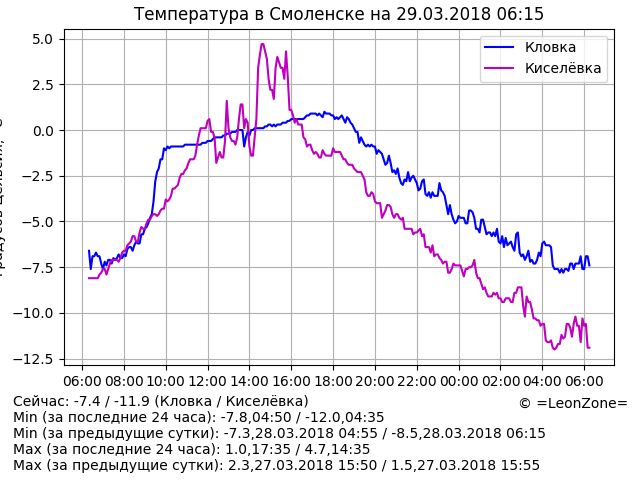 Температура в Смоленске на 29.03.2018 06:15
Кловка
Киселёвка
5.0
2.5
0.0
−2.5
−5.0
−7.5
−10.0
−12.5
06:00 08:00 10:00 12:00 14:00 16:00 18:00 20:00 22:00 00:00 02:00 04:00 06:00
Сейчас: -7.4 / -11.9 (Кловка / Киселёвка)
© =LeonZone=
Min (за последние 24 часа): -7.8,04:50 / -12.0,04:35
Min (за предыдущие сутки): -7.3,28.03.2018 04:55 / -8.5,28.03.2018 06:15
Max (за последние 24 часа): 1.0,17:35 / 4.7,14:35
Max (за предыдущие сутки): 2.3,27.03.2018 15:50 / 1.5,27.03.2018 15:55